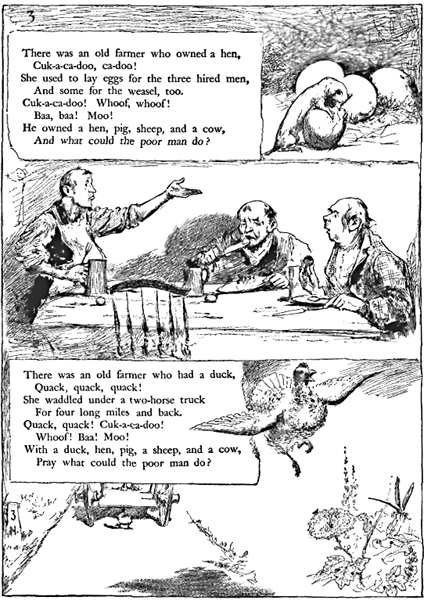 3
There was an old farmer who owned a hen,
Cuk-a-ca-doo, ca-doo!
She used to lay eggs for the three hired men,
And some for the weasel, too.
Cuk-a-ca-doo! Whoof, whoof!
Baa, baa! Moo!
He owned a hen, pig, sheep, and a cow,
And what could the poor man do?
There was an old farmer who had a duck,
Quack, quack, quack!
She waddled under a two-horse truck
For four long miles and back.
Quack, quack! Cuk-a-ca-doo!
Whoof! Baa! Moo!
With a duck, hen, pig, a sheep, and a cow,
Pray what could the poor man do?
3
M.